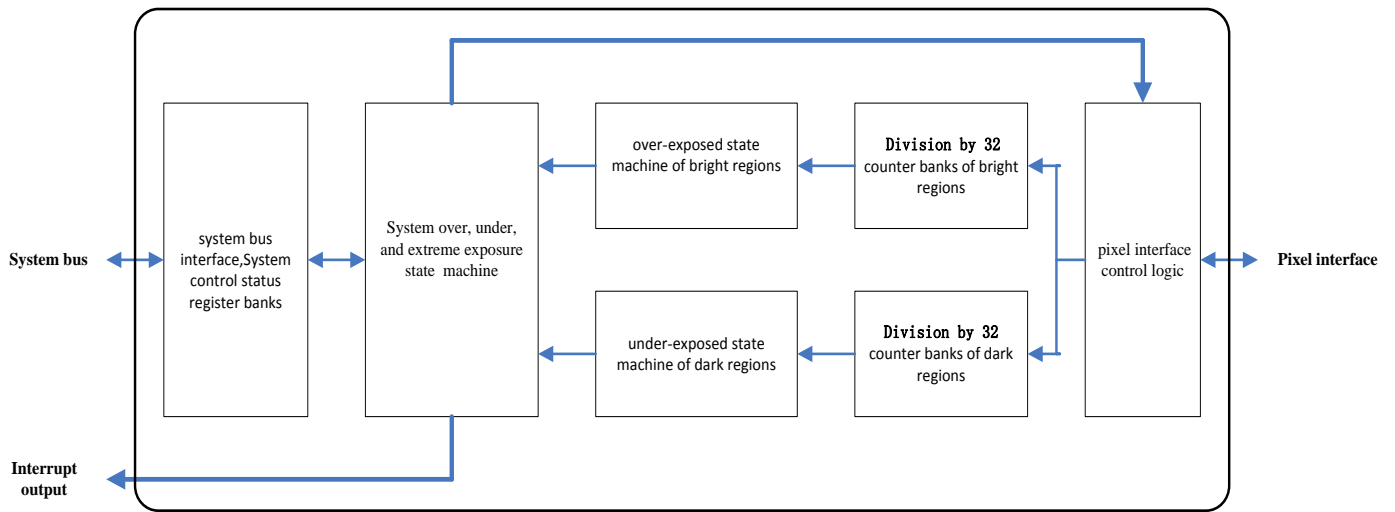 System bus
Interrupt
output
system bus
interface,System
control status
register banks
System over, under,
and extreme exposure
state machine
over-exposed state
machine of bright regions
under-exposed state
machine of dark regions
Division by 32
counter banks of bright
regions
Division by 32
counter banks of dark
regions
pixel interface
control logic
Pixel interface